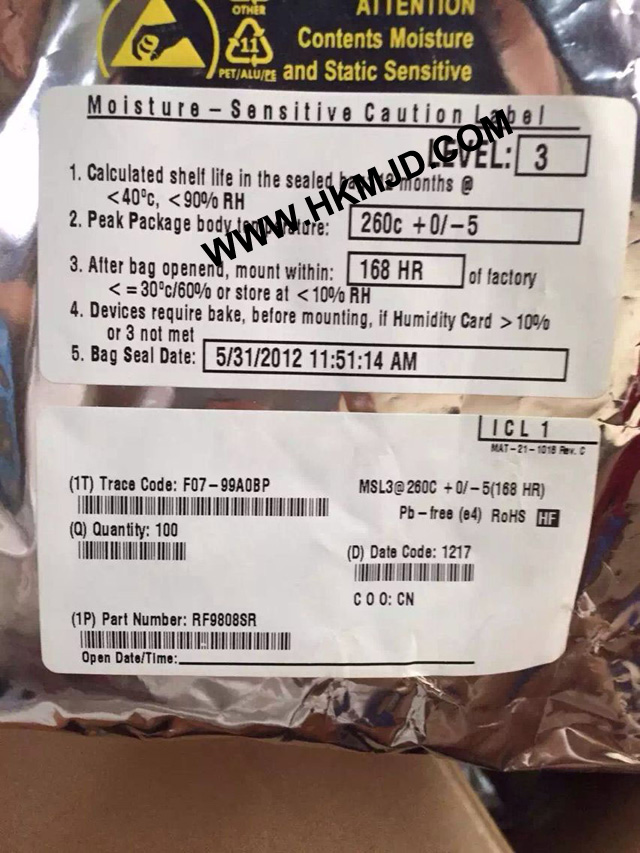 OTHER
11
PET/ALU/PE
ATTENTION
Contents Moisture
and Static Sensitive
Moisture-Sensitive Caution Label
LEVEL: 3
1. Calculated shelf life in the sealed months @
<40°c, <90% RH
2. Peak Package body temperature: 260c +0/-5
3. After bag openend, mount within: 168 HR of factory
<=30°c/60% or store at <10% RH
4. Devices require bake, before mounting, if Humidity Card >10%
or 3 not met
5. Bag Seal Date: 5/31/2012 11:51:14 AM
WWW.HKMJD.COM
ICL 1
MAT-21-1018 Rev. C
(1T) Trace Code: F07-99A0BP
MSL3@260C +0/-5(168 HR)
Pb-free (e4) RoHS HF
(Q) Quantity: 100
(D) Date Code: 1217
C O O: CN
(1P) Part Number: RF9808SR
Open Date/Time: